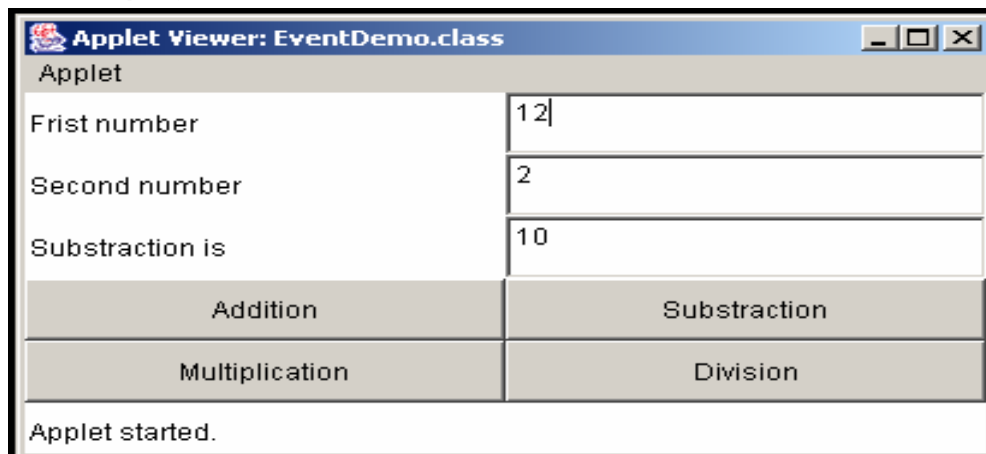 Applet Viewer: EventDemo.class
Applet
Frist number 12
Second number 2
Substraction is 10
Addition Substraction
Multiplication Division
Applet started.